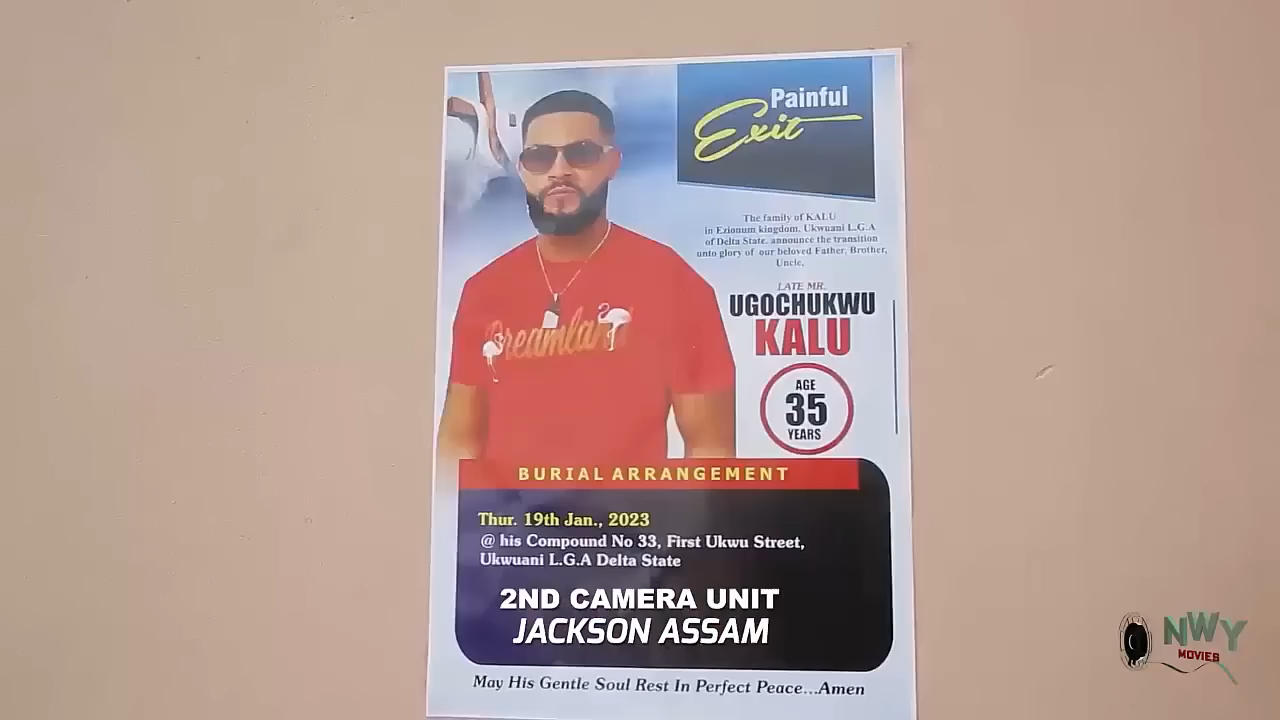 Painful
Exit
The family of KALU
in Ezionum kingdom, Ukwuani L.G.A
of Delta State, announce the transition
unto glory of our beloved Father, Brother,
Uncle,
LATE MR.
UGOCHUKWU
KALU
AGE
35
YEARS
Dreamland
BURIAL ARRANGEMENT
Thur. 19th Jan., 2023
@ his Compound No 33, First Ukwu Street,
Ukwuani L.G.A Delta State
2ND CAMERA UNIT
JACKSON ASSAM
May His Gentle Soul Rest In Perfect Peace...Amen
NWY
MOVIES